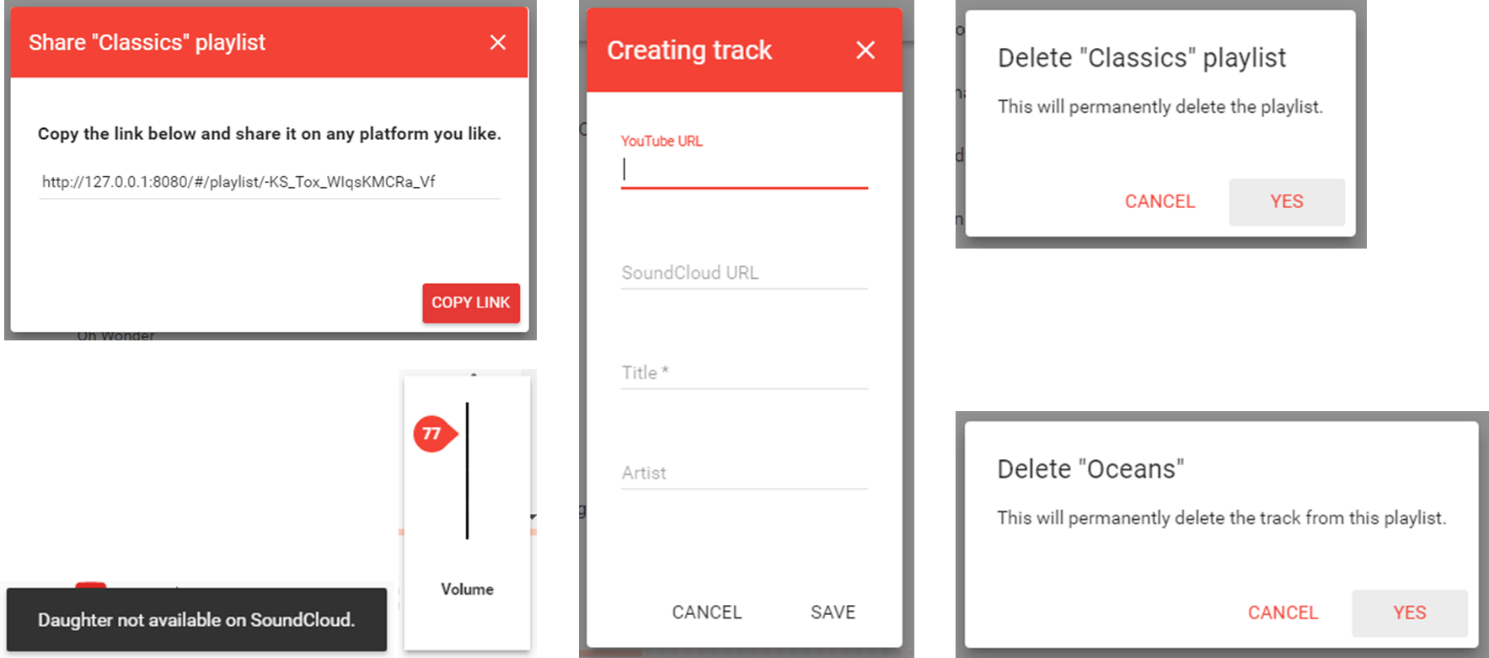 Share "Classics" playlist
Copy the link below and share it on any platform you like.
http://127.0.0.1:8080/#/playlist/-KS_Tox_WIqsKMCRa_Vf
COPY LINK
Oh Wonder
77
Volume
Daughter not available on SoundCloud.
Creating track
YouTube URL
SoundCloud URL
Title *
Artist
CANCEL SAVE
Delete "Classics" playlist
This will permanently delete the playlist.
CANCEL YES
Delete "Oceans"
This will permanently delete the track from this playlist.
CANCEL YES